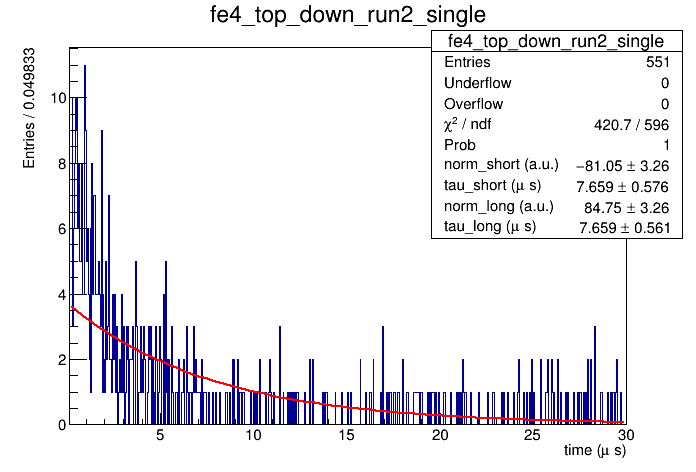 fe4_top_down_run2_single
fe4_top_down_run2_single
Entries 551
Underflow 0
Overflow 0
χ² / ndf 420.7 / 596
Prob 1
norm_short (a.u.) −81.05 ± 3.26
tau_short (μ s) 7.659 ± 0.576
norm_long (a.u.) 84.75 ± 3.26
tau_long (μ s) 7.659 ± 0.561
Entries / 0.049833
10
8
6
4
2
0
5 10 15 20 25 30
time (μ s)